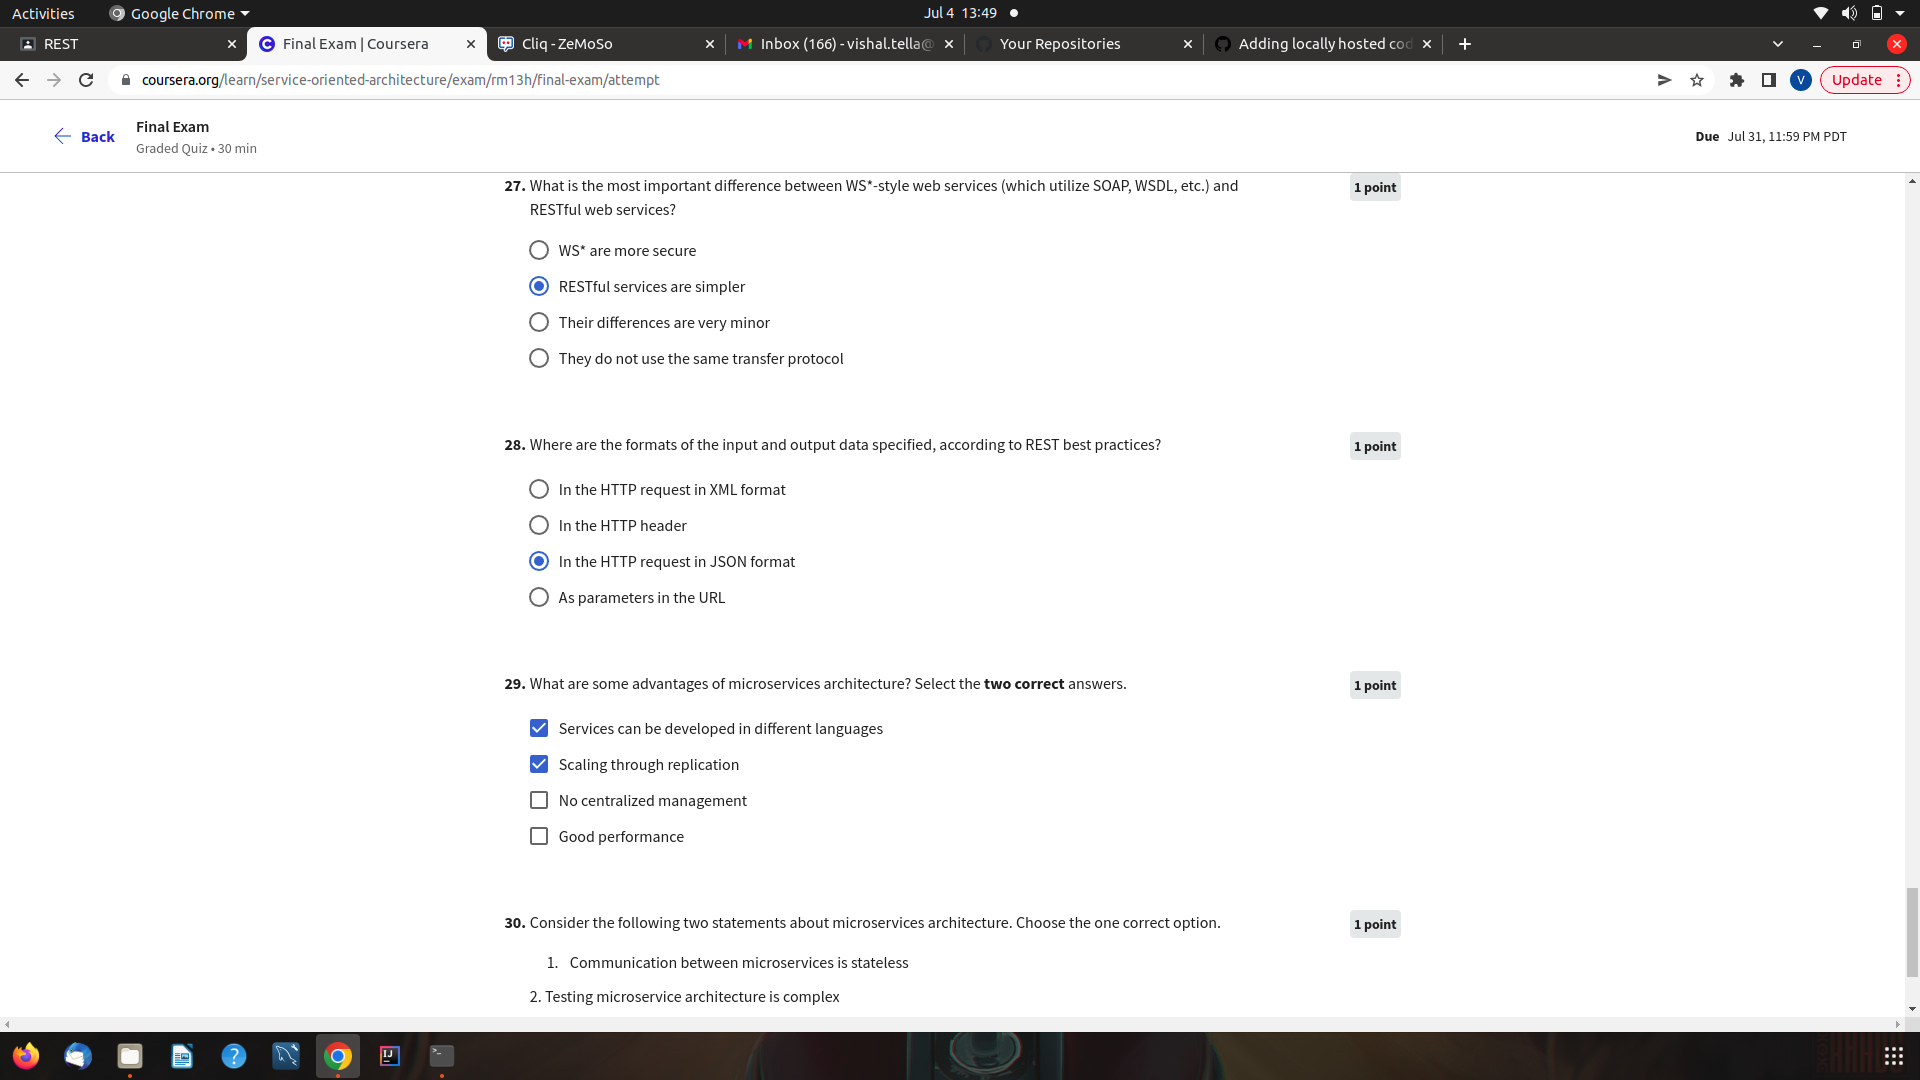 Activities
Google Chrome
Jul 4 13:49
REST
Final Exam | Coursera
Cliq - ZeMoSo
Inbox (166) - vishal.tella@
Your Repositories
Adding locally hosted cod
coursera.org/learn/service-oriented-architecture/exam/rm13h/final-exam/attempt
V
Update
Back
Final Exam
Graded Quiz • 30 min
Due Jul 31, 11:59 PM PDT
27. What is the most important difference between WS*-style web services (which utilize SOAP, WSDL, etc.) and
RESTful web services?
1 point
WS* are more secure
RESTful services are simpler
Their differences are very minor
They do not use the same transfer protocol
28. Where are the formats of the input and output data specified, according to REST best practices?
1 point
In the HTTP request in XML format
In the HTTP header
In the HTTP request in JSON format
As parameters in the URL
29. What are some advantages of microservices architecture? Select the two correct answers.
1 point
Services can be developed in different languages
Scaling through replication
No centralized management
Good performance
30. Consider the following two statements about microservices architecture. Choose the one correct option.
1 point
1. Communication between microservices is stateless
2. Testing microservice architecture is complex